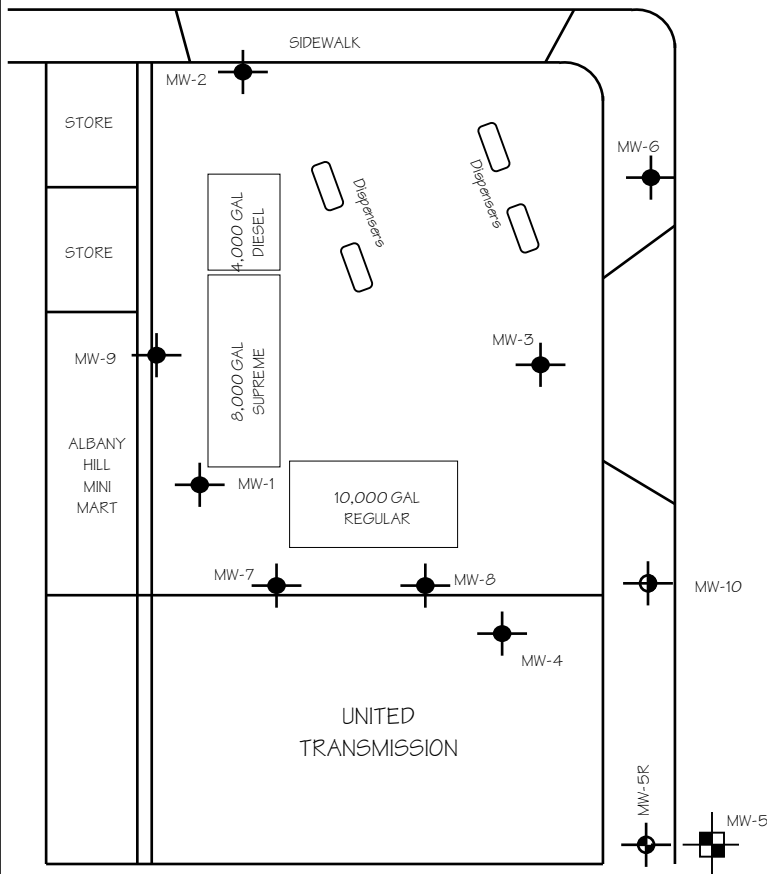 SIDEWALK
MW-2
STORE
MW-6
4,000 GAL
DIESEL
Dispensers
Dispensers
STORE
MW-3
MW-9
8,000 GAL
SUPREME
ALBANY
HILL
MINI
MART
MW-1
10,000 GAL
REGULAR
MW-7
MW-8
MW-10
MW-4
UNITED
TRANSMISSION
MW-5R
MW-5